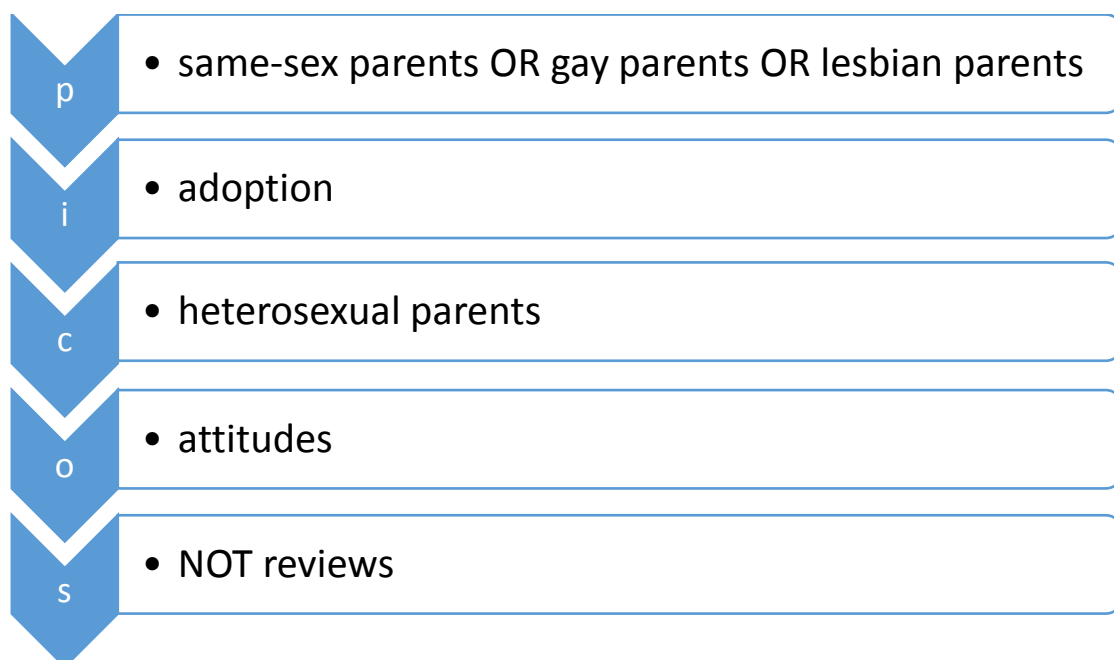 p
• same-sex parents OR gay parents OR lesbian parents
i
• adoption
c
• heterosexual parents
o
• attitudes
s
• NOT reviews